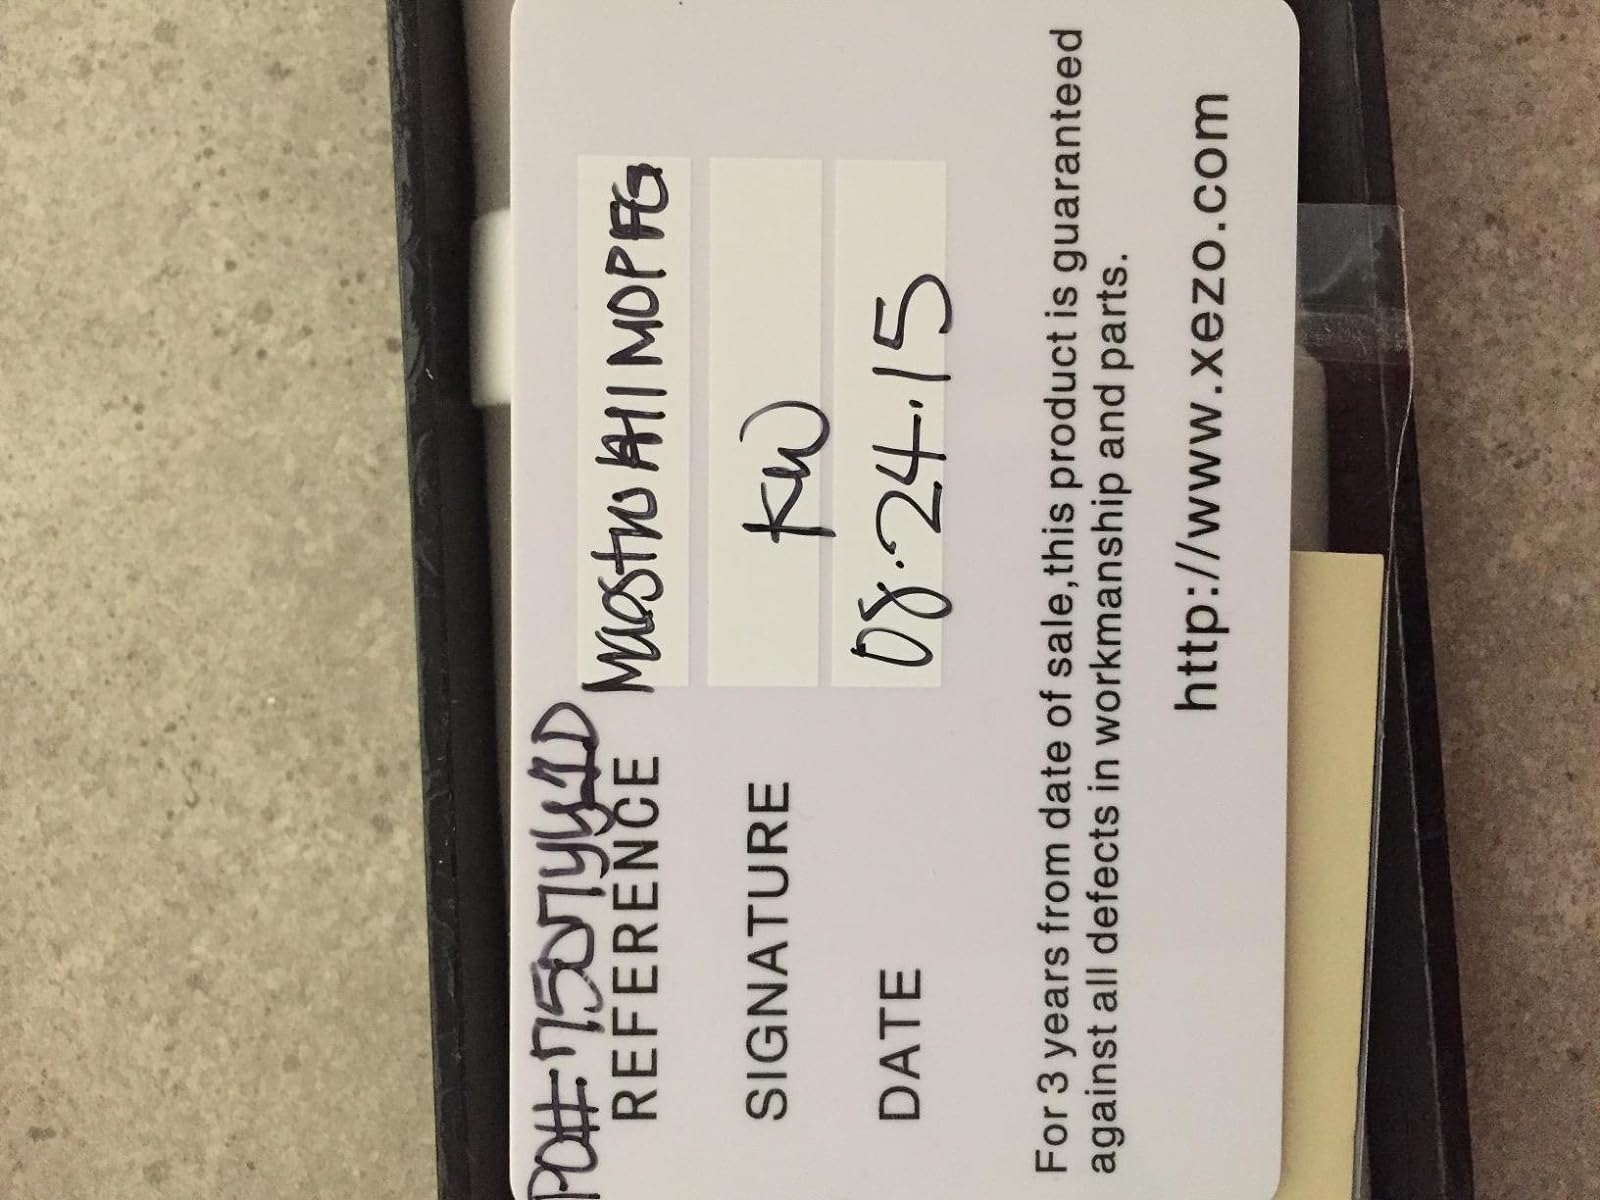 REFERENCE
SIGNATURE KW
DATE 08.24.15
For 3 years from date of sale,this product is guaranteed
against all defects in workmanship and parts.
http://www.xezo.com